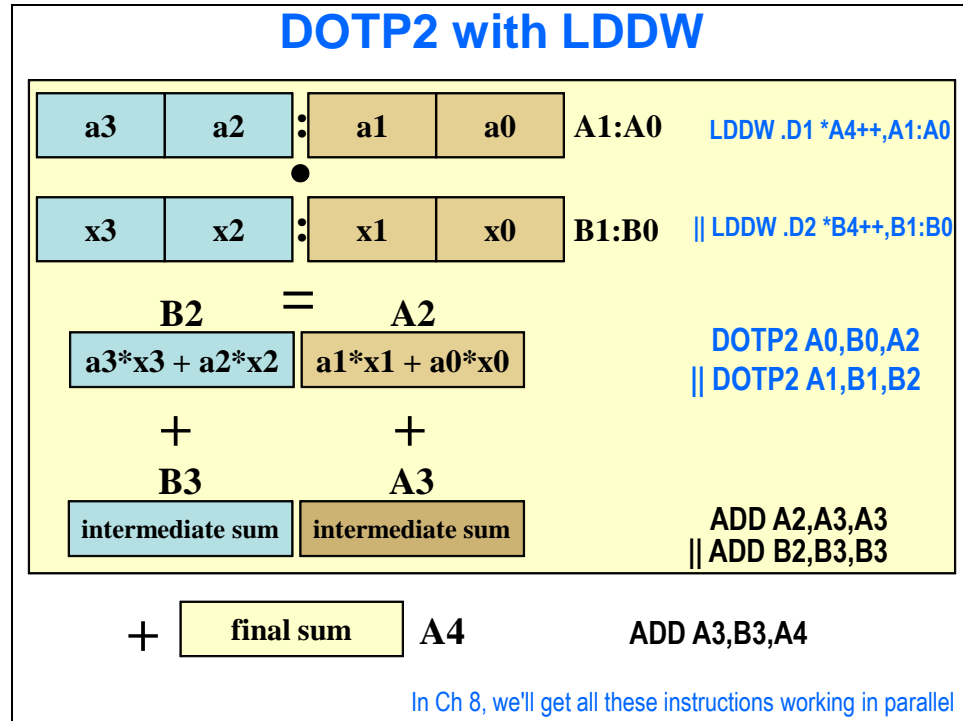 DOTP2 with LDDW
a3 a2 : a1 a0 A1:A0 LDDW .D1 *A4++,A1:A0
•
x3 x2 : x1 x0 B1:B0 || LDDW .D2 *B4++,B1:B0
=
B2 A2
a3*x3 + a2*x2 a1*x1 + a0*x0 DOTP2 A0,B0,A2
|| DOTP2 A1,B1,B2
+ +
B3 A3
intermediate sum intermediate sum ADD A2,A3,A3
|| ADD B2,B3,B3
+ final sum A4 ADD A3,B3,A4
In Ch 8, we'll get all these instructions working in parallel